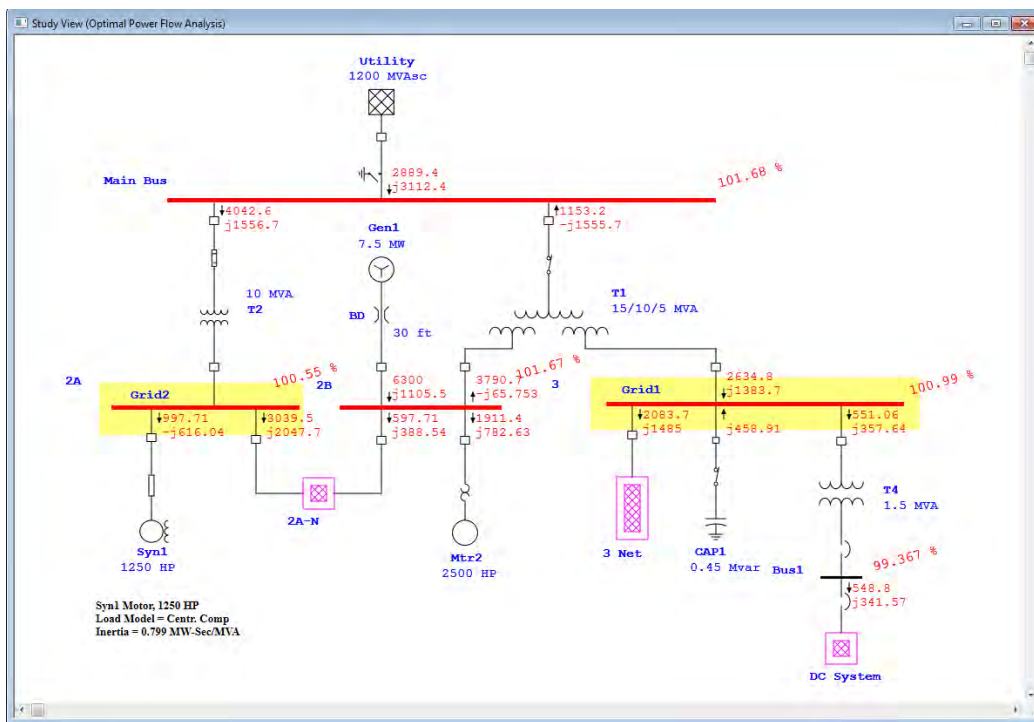 Study View (Optimal Power Flow Analysis)
Utility
1200 MVAsc
2889.4
j3112.4
101.68 %
Main Bus
4042.6
j1556.7
1153.2
-j1555.7
Gen1
7.5 MW
10 MVA
T2
BD
30 ft
T1
15/10/5 MVA
2A
Grid2
100.55 %
2B
6300
j1105.5
3790.7
-j65.753
101.67 %
3
Grid1
2634.8
j1383.7
100.99 %
997.71
-j616.04
3039.5
j2047.7
597.71
j388.54
1911.4
j782.63
2083.7
j1485
j458.91
551.06
j357.64
T4
1.5 MVA
2A-N
Syn1
1250 HP
Mtr2
2500 HP
3 Net
CAP1
0.45 Mvar
Bus1
99.367 %
548.8
j341.57
DC System
Syn1 Motor, 1250 HP
Load Model = Centr. Comp
Inertia = 0.799 MW-Sec/MVA